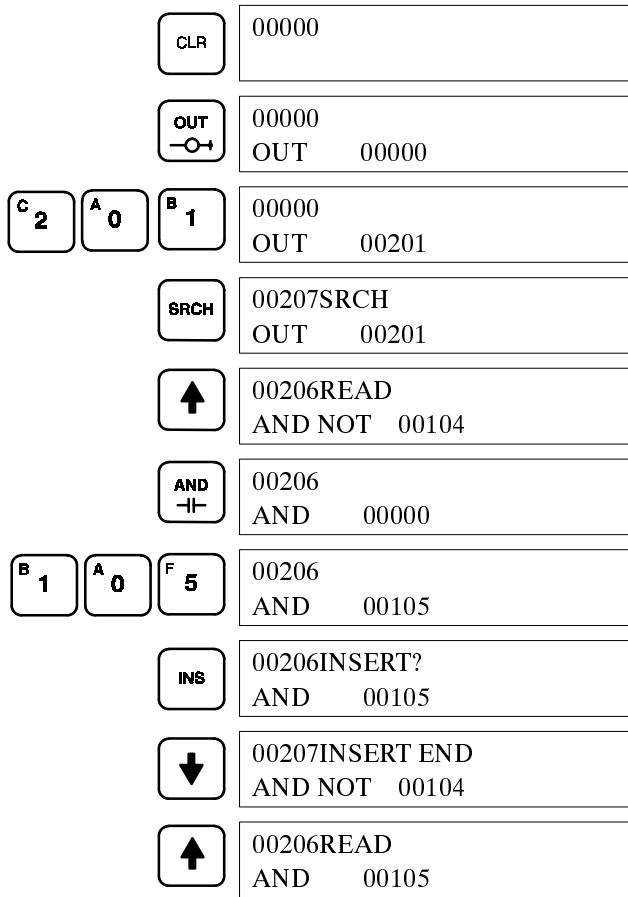 CLR
00000
OUT
00000
OUT 00000
C 2 A 0 B 1
00000
OUT 00201
SRCH
00207SRCH
OUT 00201
00206READ
AND NOT 00104
AND
00206
AND 00000
B 1 A 0 F 5
00206
AND 00105
INS
00206INSERT?
AND 00105
00207INSERT END
AND NOT 00104
00206READ
AND 00105